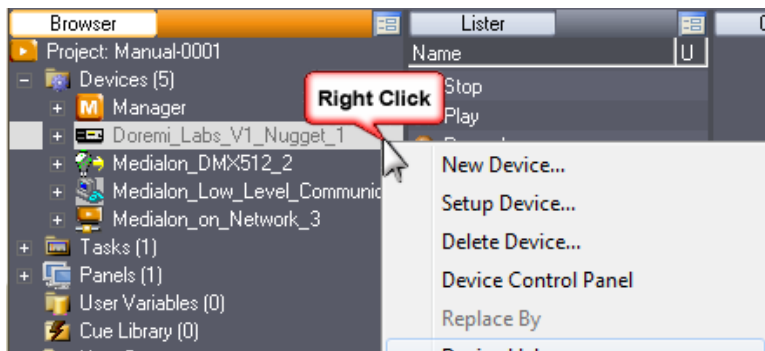 Browser
Lister
Project: Manual-0001
Name
U
Devices (5)
Stop
Right Click
Manager
Play
Doremi_Labs_V1_Nugget_1
Medialon_DMX512_2
New Device...
Medialon_Low_Level_Communic
Setup Device...
Medialon_on_Network_3
Delete Device...
Tasks (1)
Panels (1)
Device Control Panel
User Variables (0)
Replace By
Cue Library (0)